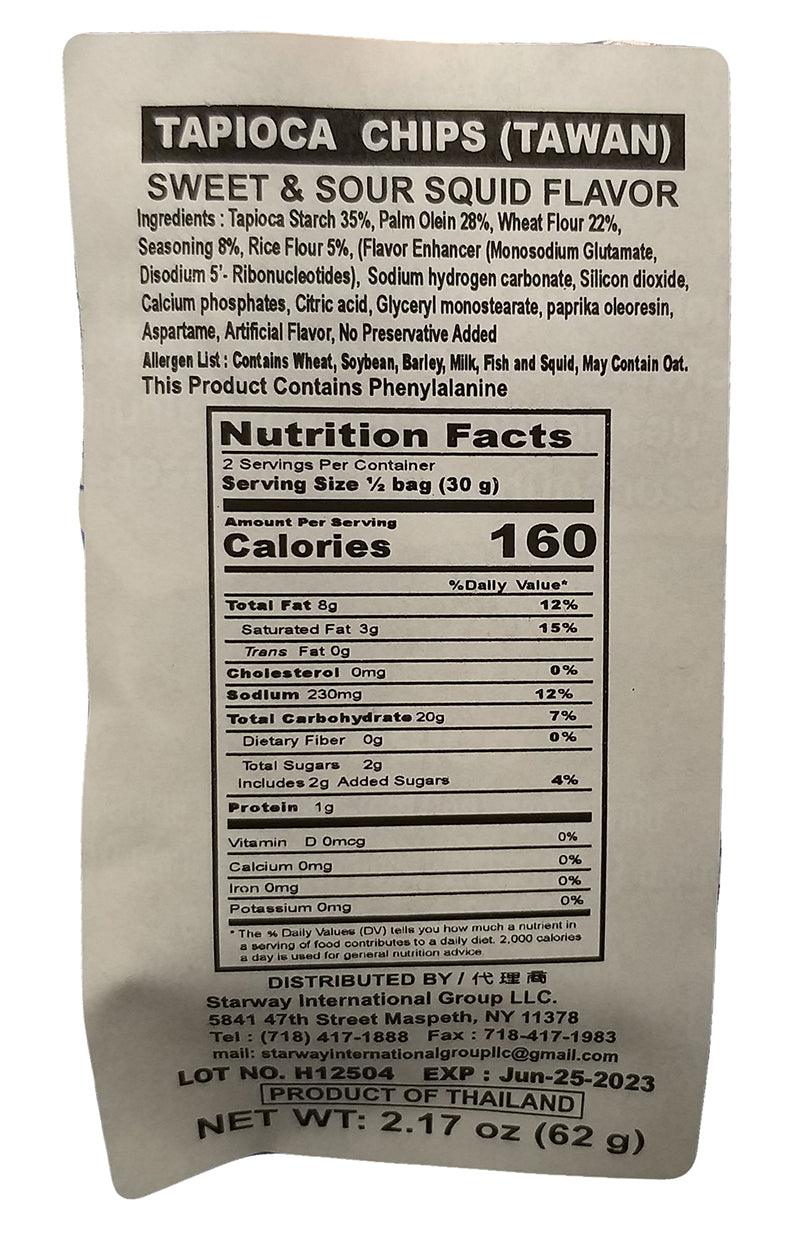 TAPIOCA CHIPS (TAWAN)
SWEET & SOUR SQUID FLAVOR
Ingredients : Tapioca Starch 35%, Palm Olein 28%, Wheat Flour 22%,
Seasoning 8%, Rice Flour 5%, (Flavor Enhancer (Monosodium Glutamate,
Disodium 5'- Ribonucleotides), Sodium hydrogen carbonate, Silicon dioxide,
Calcium phosphates, Citric acid, Glyceryl monostearate, paprika oleoresin,
Aspartame, Artificial Flavor, No Preservative Added
Allergen List : Contains Wheat, Soybean, Barley, Milk, Fish and Squid, May Contain Oat.
This Product Contains Phenylalanine
Nutrition Facts
2 Servings Per Container
Serving Size ½ bag (30 g)
Amount Per Serving
Calories 160
%Daily Value*
Total Fat 8g 12%
Saturated Fat 3g 15%
Trans Fat 0g
Cholesterol 0mg 0%
Sodium 230mg 12%
Total Carbohydrate 20g 7%
Dietary Fiber 0g 0%
Total Sugars 2g
Includes 2g Added Sugars 4%
Protein 1g
Vitamin D 0mcg 0%
Calcium 0mg 0%
Iron 0mg 0%
Potassium 0mg 0%
* The % Daily Values (DV) tells you how much a nutrient in
a serving of food contributes to a daily diet. 2,000 calories
a day is used for general nutrition advice
DISTRIBUTED BY / 代理商
Starway International Group LLC.
5841 47th Street Maspeth, NY 11378
Tel : (718) 417-1888 Fax : 718-417-1983
mail: starwayinternationalgroupllc@gmail.com
LOT NO. H12504 EXP : Jun-25-2023
PRODUCT OF THAILAND
NET WT: 2.17 oz (62 g)